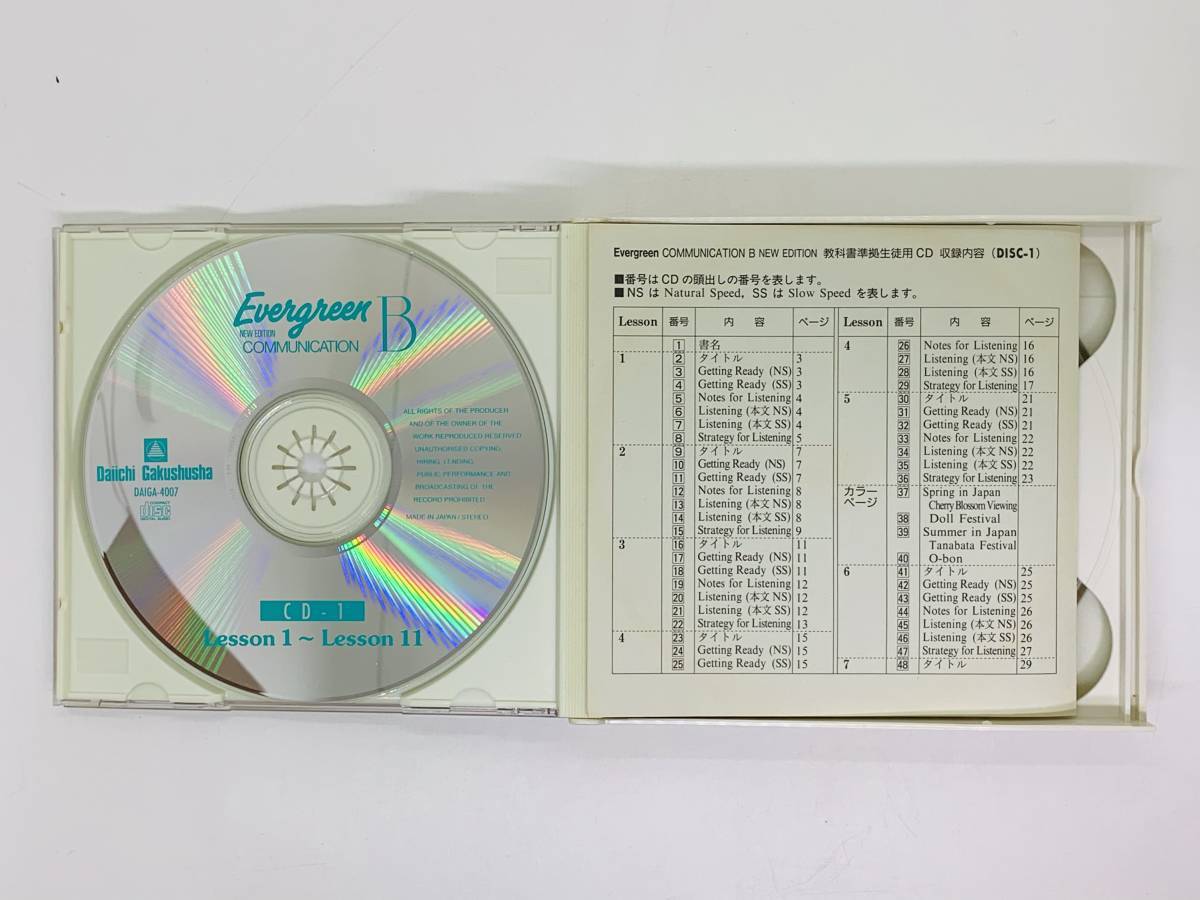 Evergreen
NEW EDITION
COMMUNICATION B
ALL RIGHTS OF THE PRODUCER
AND OF THE OWNER OF THE
WORK REPRODUCED RESERVED
UNAUTHORISED COPYING,
HIRING, LENDING,
PUBLIC PERFORMANCE AND
BROADCASTING OF THE
RECORD PROHIBITED
MADE IN JAPAN / STEREO
Daiichi Gakushusha
DAIGA-4007
COMPACT
disc
DIGITAL AUDIO
CD-1
Lesson 1 ~ Lesson 11
Evergreen COMMUNICATION B NEW EDITION 教科書準拠生徒用 CD 収録内容 (DISC-1)
■番号は CD の頭出しの番号を表します。
■ NS は Natural Speed, SS は Slow Speed を表します。
Lesson 番号 内 容 ページ
1 書名
1 2 タイトル 3
3 Getting Ready (NS) 3
4 Getting Ready (SS) 3
5 Notes for Listening 4
6 Listening (本文 NS) 4
7 Listening (本文 SS) 4
8 Strategy for Listening 5
2 9 タイトル 7
10 Getting Ready (NS) 7
11 Getting Ready (SS) 7
12 Notes for Listening 8
13 Listening (本文 NS) 8
14 Listening (本文 SS) 8
15 Strategy for Listening 9
3 16 タイトル 11
17 Getting Ready (NS) 11
18 Getting Ready (SS) 11
19 Notes for Listening 12
20 Listening (本文 NS) 12
21 Listening (本文 SS) 12
22 Strategy for Listening 13
4 23 タイトル 15
24 Getting Ready (NS) 15
25 Getting Ready (SS) 15
Lesson 番号 内 容 ページ
4 26 Notes for Listening 16
27 Listening (本文 NS) 16
28 Listening (本文 SS) 16
29 Strategy for Listening 17
5 30 タイトル 21
31 Getting Ready (NS) 21
32 Getting Ready (SS) 21
33 Notes for Listening 22
34 Listening (本文 NS) 22
35 Listening (本文 SS) 22
36 Strategy for Listening 23
カラー 37 Spring in Japan
ページ Cherry Blossom Viewing
38 Doll Festival
39 Summer in Japan
Tanabata Festival
40 O-bon
6 41 タイトル 25
42 Getting Ready (NS) 25
43 Getting Ready (SS) 25
44 Notes for Listening 26
45 Listening (本文 NS) 26
46 Listening (本文 SS) 26
47 Strategy for Listening 27
7 48 タイトル 29